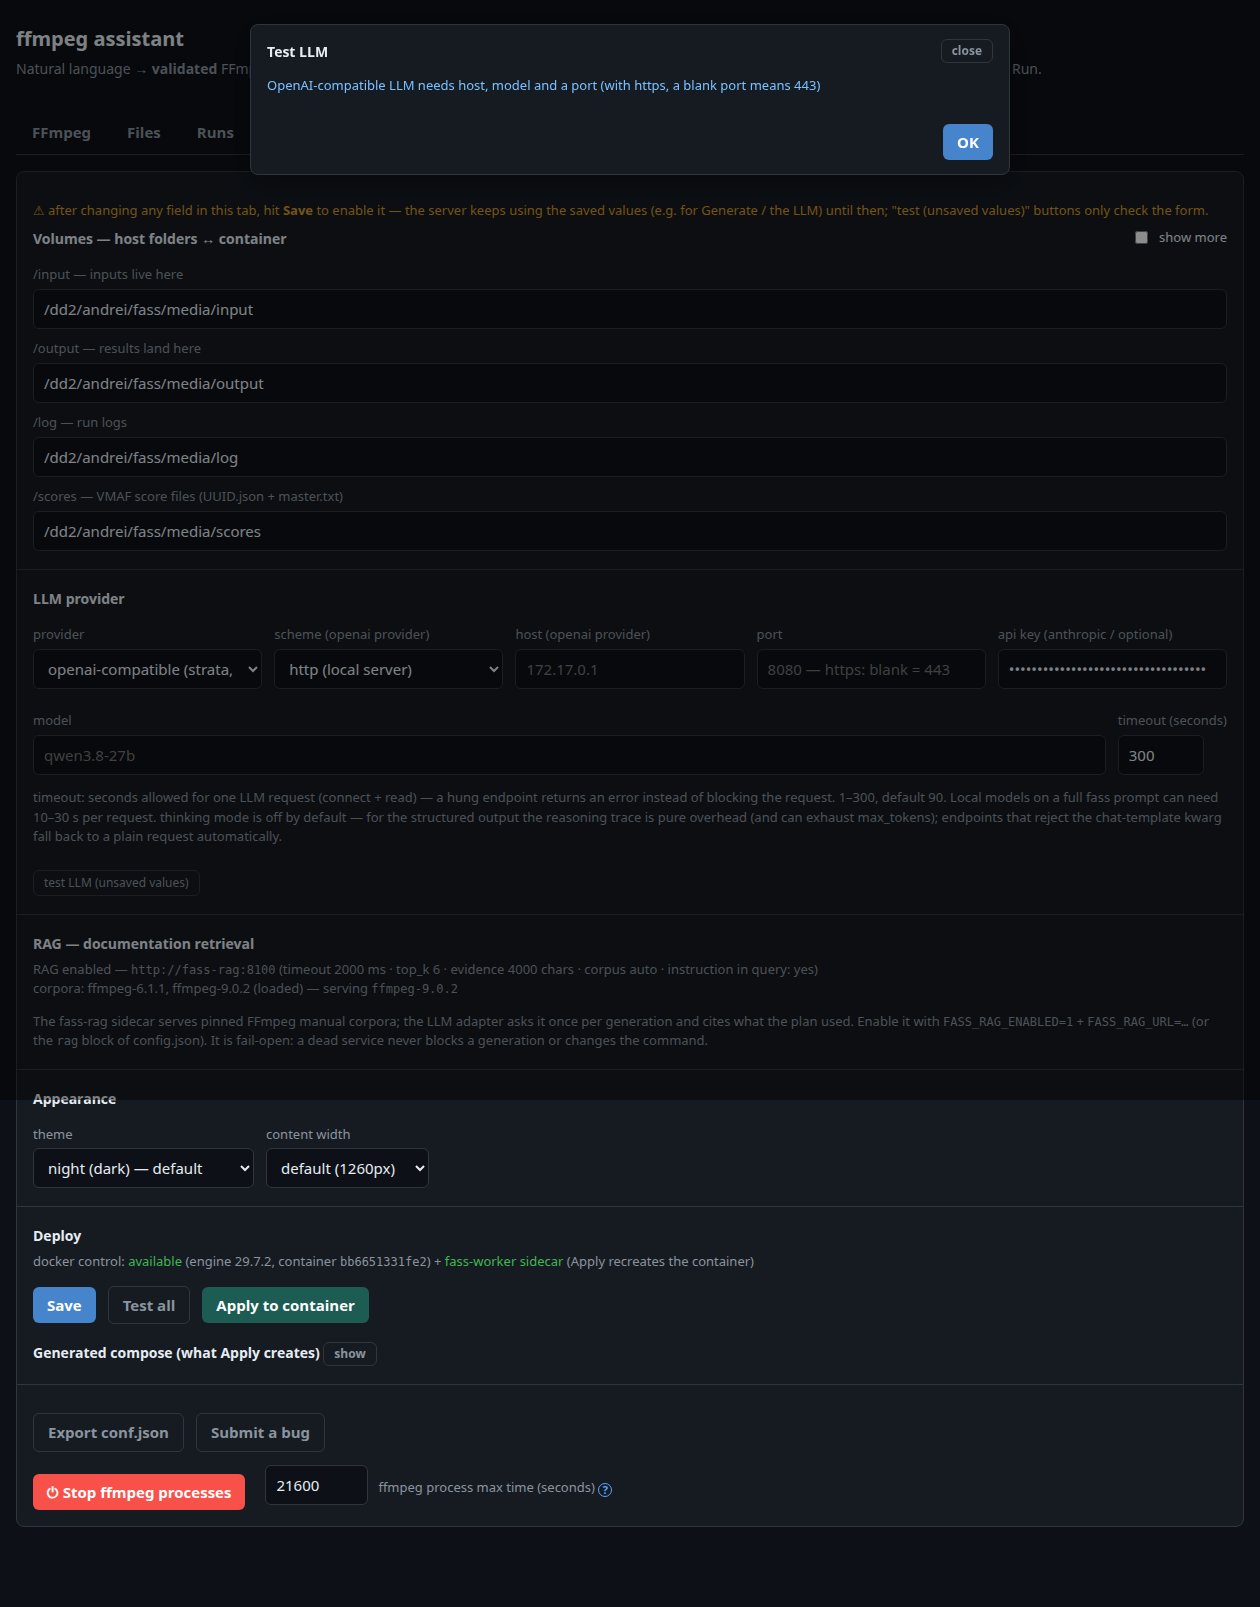 ffmpeg assistant
Natural language → validated FFm
Run.
Test LLM
close
OpenAI-compatible LLM needs host, model and a port (with https, a blank port means 443)
OK
FFmpeg Files Runs
⚠ after changing any field in this tab, hit Save to enable it — the server keeps using the saved values (e.g. for Generate / the LLM) until then; "test (unsaved values)" buttons only check the form.
Volumes — host folders ↔ container
show more
/input — inputs live here
/dd2/andrei/fass/media/input
/output — results land here
/dd2/andrei/fass/media/output
/log — run logs
/dd2/andrei/fass/media/log
/scores — VMAF score files (UUID.json + master.txt)
/dd2/andrei/fass/media/scores
LLM provider
provider scheme (openai provider) host (openai provider) port api key (anthropic / optional)
openai-compatible (strata, http (local server) 172.17.0.1 8080 — https: blank = 443 •••••••••••••••••••••••••••••••••
model timeout (seconds)
qwen3.8-27b 300
timeout: seconds allowed for one LLM request (connect + read) — a hung endpoint returns an error instead of blocking the request. 1–300, default 90. Local models on a full fass prompt can need
10–30 s per request. thinking mode is off by default — for the structured output the reasoning trace is pure overhead (and can exhaust max_tokens); endpoints that reject the chat-template kwarg
fall back to a plain request automatically.
test LLM (unsaved values)
RAG — documentation retrieval
RAG enabled — http://fass-rag:8100 (timeout 2000 ms · top_k 6 · evidence 4000 chars · corpus auto · instruction in query: yes)
corpora: ffmpeg-6.1.1, ffmpeg-9.0.2 (loaded) — serving ffmpeg-9.0.2
The fass-rag sidecar serves pinned FFmpeg manual corpora; the LLM adapter asks it once per generation and cites what the plan used. Enable it with FASS_RAG_ENABLED=1 + FASS_RAG_URL=… (or
the rag block of config.json). It is fail-open: a dead service never blocks a generation or changes the command.
Appearance
theme content width
night (dark) — default default (1260px)
Deploy
docker control: available (engine 29.7.2, container bb6651331fe2) + fass-worker sidecar (Apply recreates the container)
Save Test all Apply to container
Generated compose (what Apply creates) show
Export conf.json Submit a bug
⏻ Stop ffmpeg processes 21600 ffmpeg process max time (seconds) ?